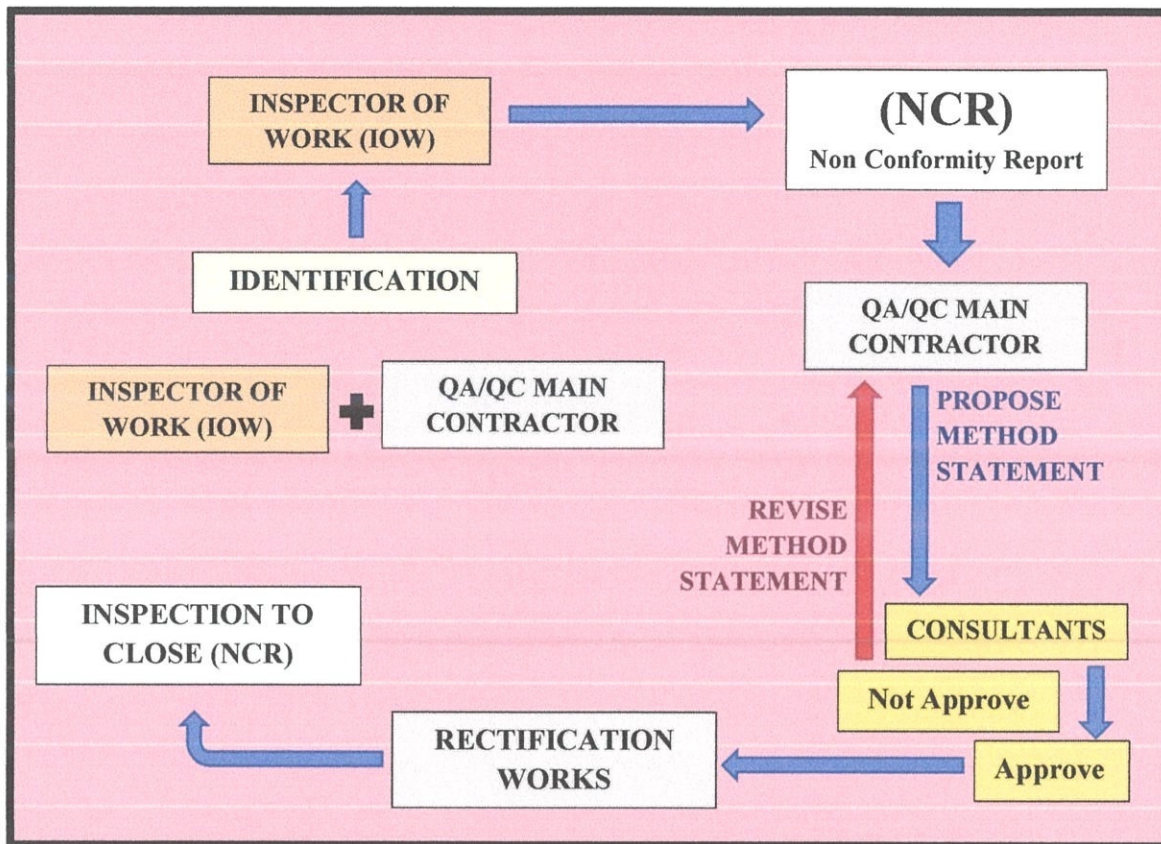 INSPECTOR OF
WORK (IOW)
(NCR)
Non Conformity Report
IDENTIFICATION
QA/QC MAIN
CONTRACTOR
INSPECTOR OF
WORK (IOW)
QA/QC MAIN
CONTRACTOR
PROPOSE
METHOD
STATEMENT
REVISE
METHOD
STATEMENT
CONSULTANTS
Not Approve
Approve
INSPECTION TO
CLOSE (NCR)
RECTIFICATION
WORKS